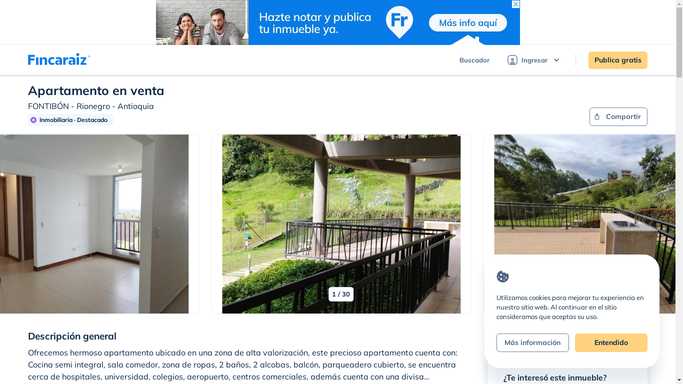 Hazte notar y publica
tu inmueble ya.
Fr
Más info aquí
Fincaraiz
Buscador
Ingresar
Publica gratis
Apartamento en venta
FONTIBÓN - Rionegro - Antioquia
Inmobiliaria · Destacado
Compartir
1 / 30
Utilizamos cookies para mejorar tu experiencia en
nuestro sitio web. Al continuar en el sitio
consideramos que aceptas su uso.
Más información
Entendido
Descripción general
Ofrecemos hermoso apartamento ubicado en una zona de alta valorización, este precioso apartamento cuenta con:
Cocina semi integral, sala comedor, zona de ropas, 2 baños, 2 alcobas, balcón, parqueadero cubierto, se encuentra
cerca de hospitales, universidad, colegios, aeropuerto, centros comerciales, además cuenta con una divisa...
¿Te interesó este inmueble?